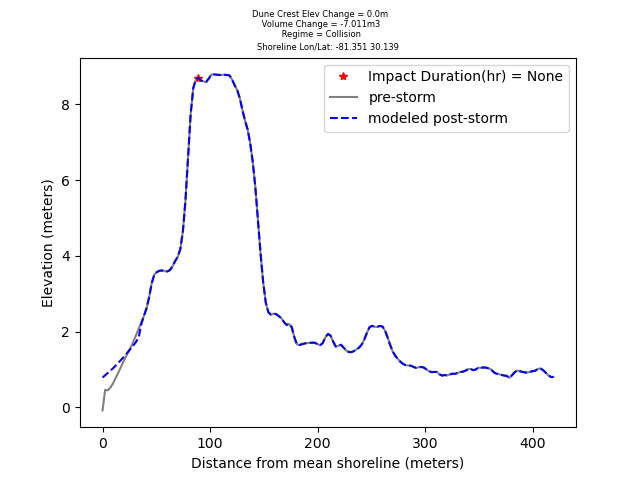 Dune Crest Elev Change = 0.0m
Volume Change = -7.011m3
Regime = Collision
Shoreline Lon/Lat: -81.351 30.139
Impact Duration(hr) = None
pre-storm
modeled post-storm
8
6
4
2
0
Elevation (meters)
0 100 200 300 400
Distance from mean shoreline (meters)